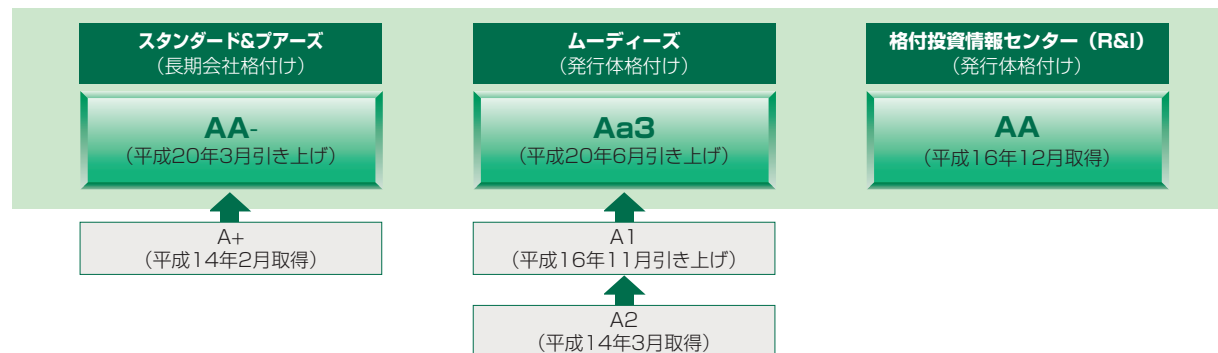 スタンダード&プアーズ
（長期会社格付け）
AA-
（平成20年3月引き上げ）
A+
（平成14年2月取得）
ムーディーズ
（発行体格付け）
Aa3
（平成20年6月引き上げ）
A1
（平成16年11月引き上げ）
A2
（平成14年3月取得）
格付投資情報センター（R&I）
（発行体格付け）
AA
（平成16年12月取得）